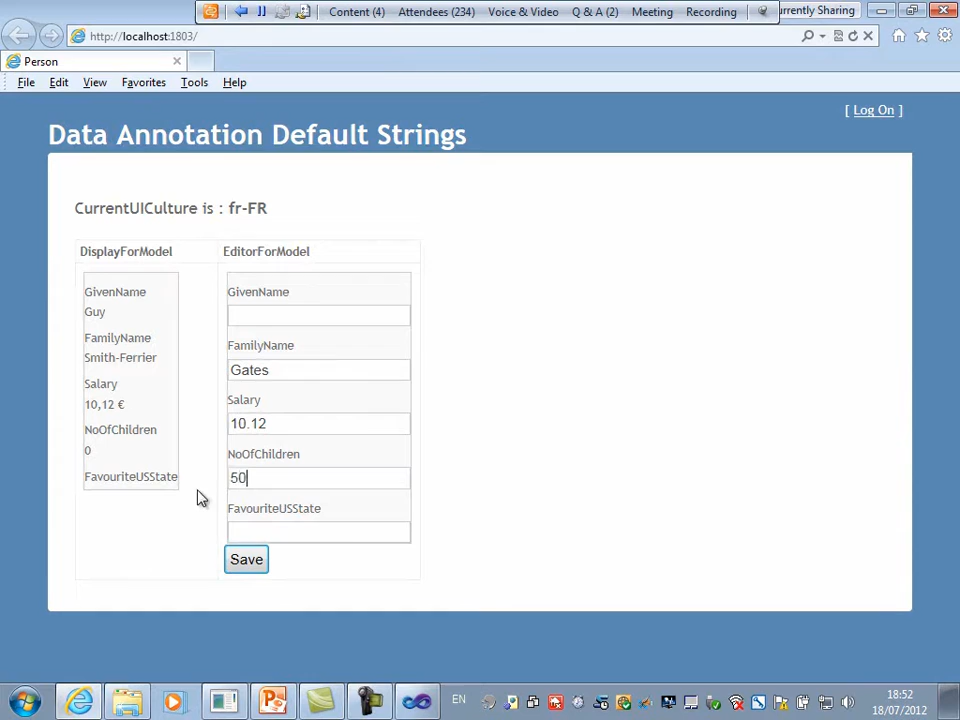 Content (4) Attendees (234) Voice & Video Q & A (2) Meeting Recording urrently Sharing
http://localhost:1803/
Person
File Edit View Favorites Tools Help
[ Log On ]
Data Annotation Default Strings
CurrentUICulture is : fr-FR
DisplayForModel EditorForModel
GivenName
Guy
FamilyName
Smith-Ferrier
Salary
10,12 €
NoOfChildren
0
FavouriteUSState
GivenName
FamilyName
Gates
Salary
10.12
NoOfChildren
50
FavouriteUSState
Save
EN
18:52
18/07/2012